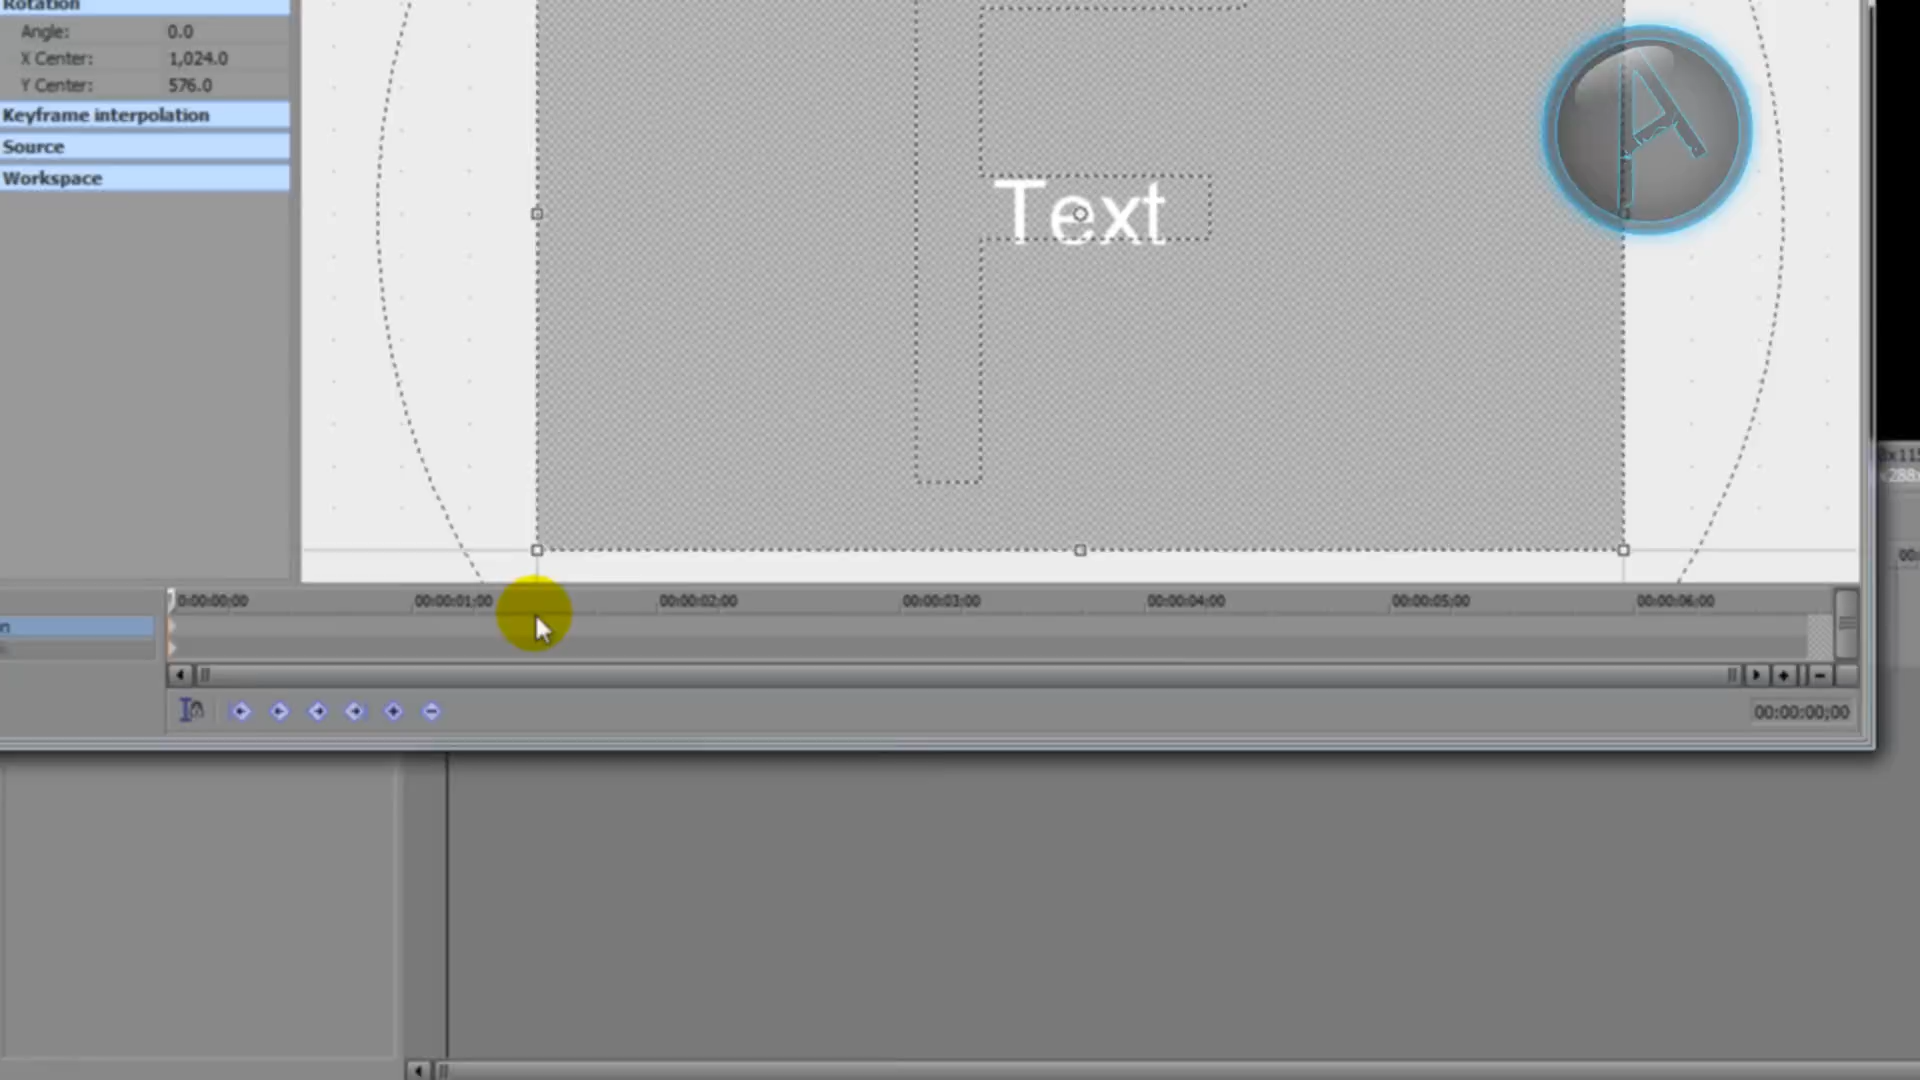 Rotation
Angle: 0.0
X Center: 1,024.0
Y Center: 576.0
Keyframe interpolation
Source
Workspace
Text
00:00:00;00 00:00:01;00 00:00:02;00 00:00:03;00 00:00:04;00 00:00:05;00 00:00:06;00
00:00:00;00